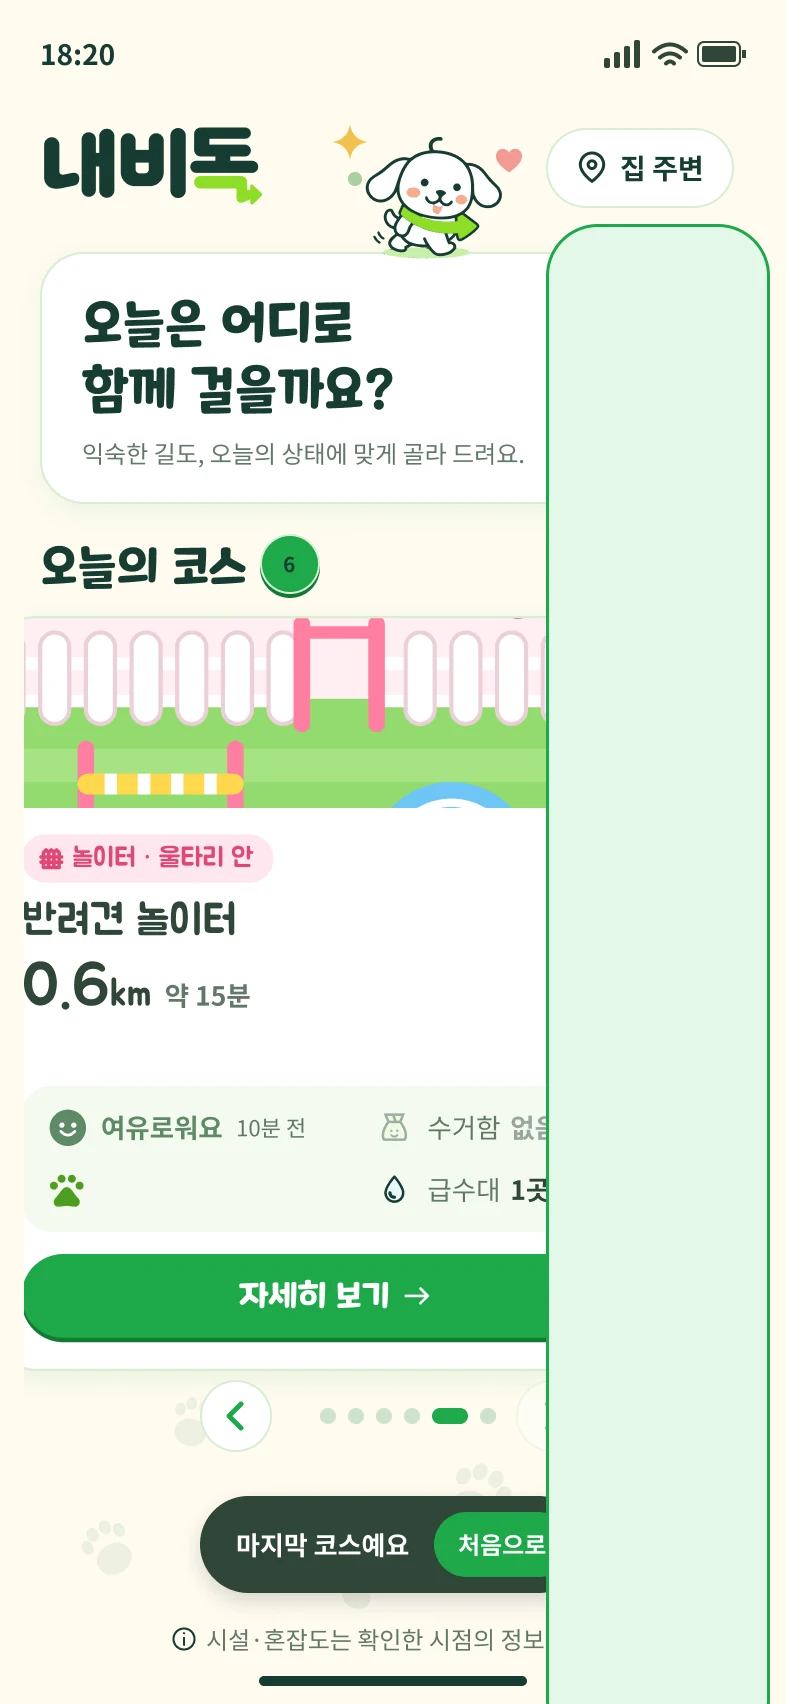 18:20
내비독
집 주변
오늘은 어디로
함께 걸을까요?
익숙한 길도, 오늘의 상태에 맞게 골라 드려요.
오늘의 코스 6
놀이터 · 울타리 안
반려견 놀이터
0.6km 약 15분
여유로워요 10분 전 수거함
급수대 1곳
자세히 보기 →
마지막 코스예요 처음으로
시설·혼잡도는 확인한 시점의 정보